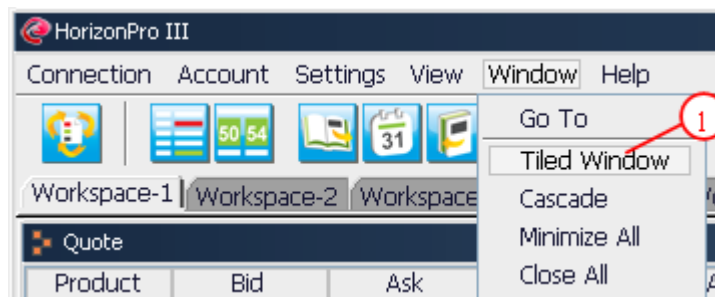 HorizonPro III
Connection Account Settings View Window Help
50 54
31
Go To
1
Tiled Window
Cascade
Minimize All
Close All
Workspace-1 Workspace-2 Workspace
Quote
Product Bid Ask